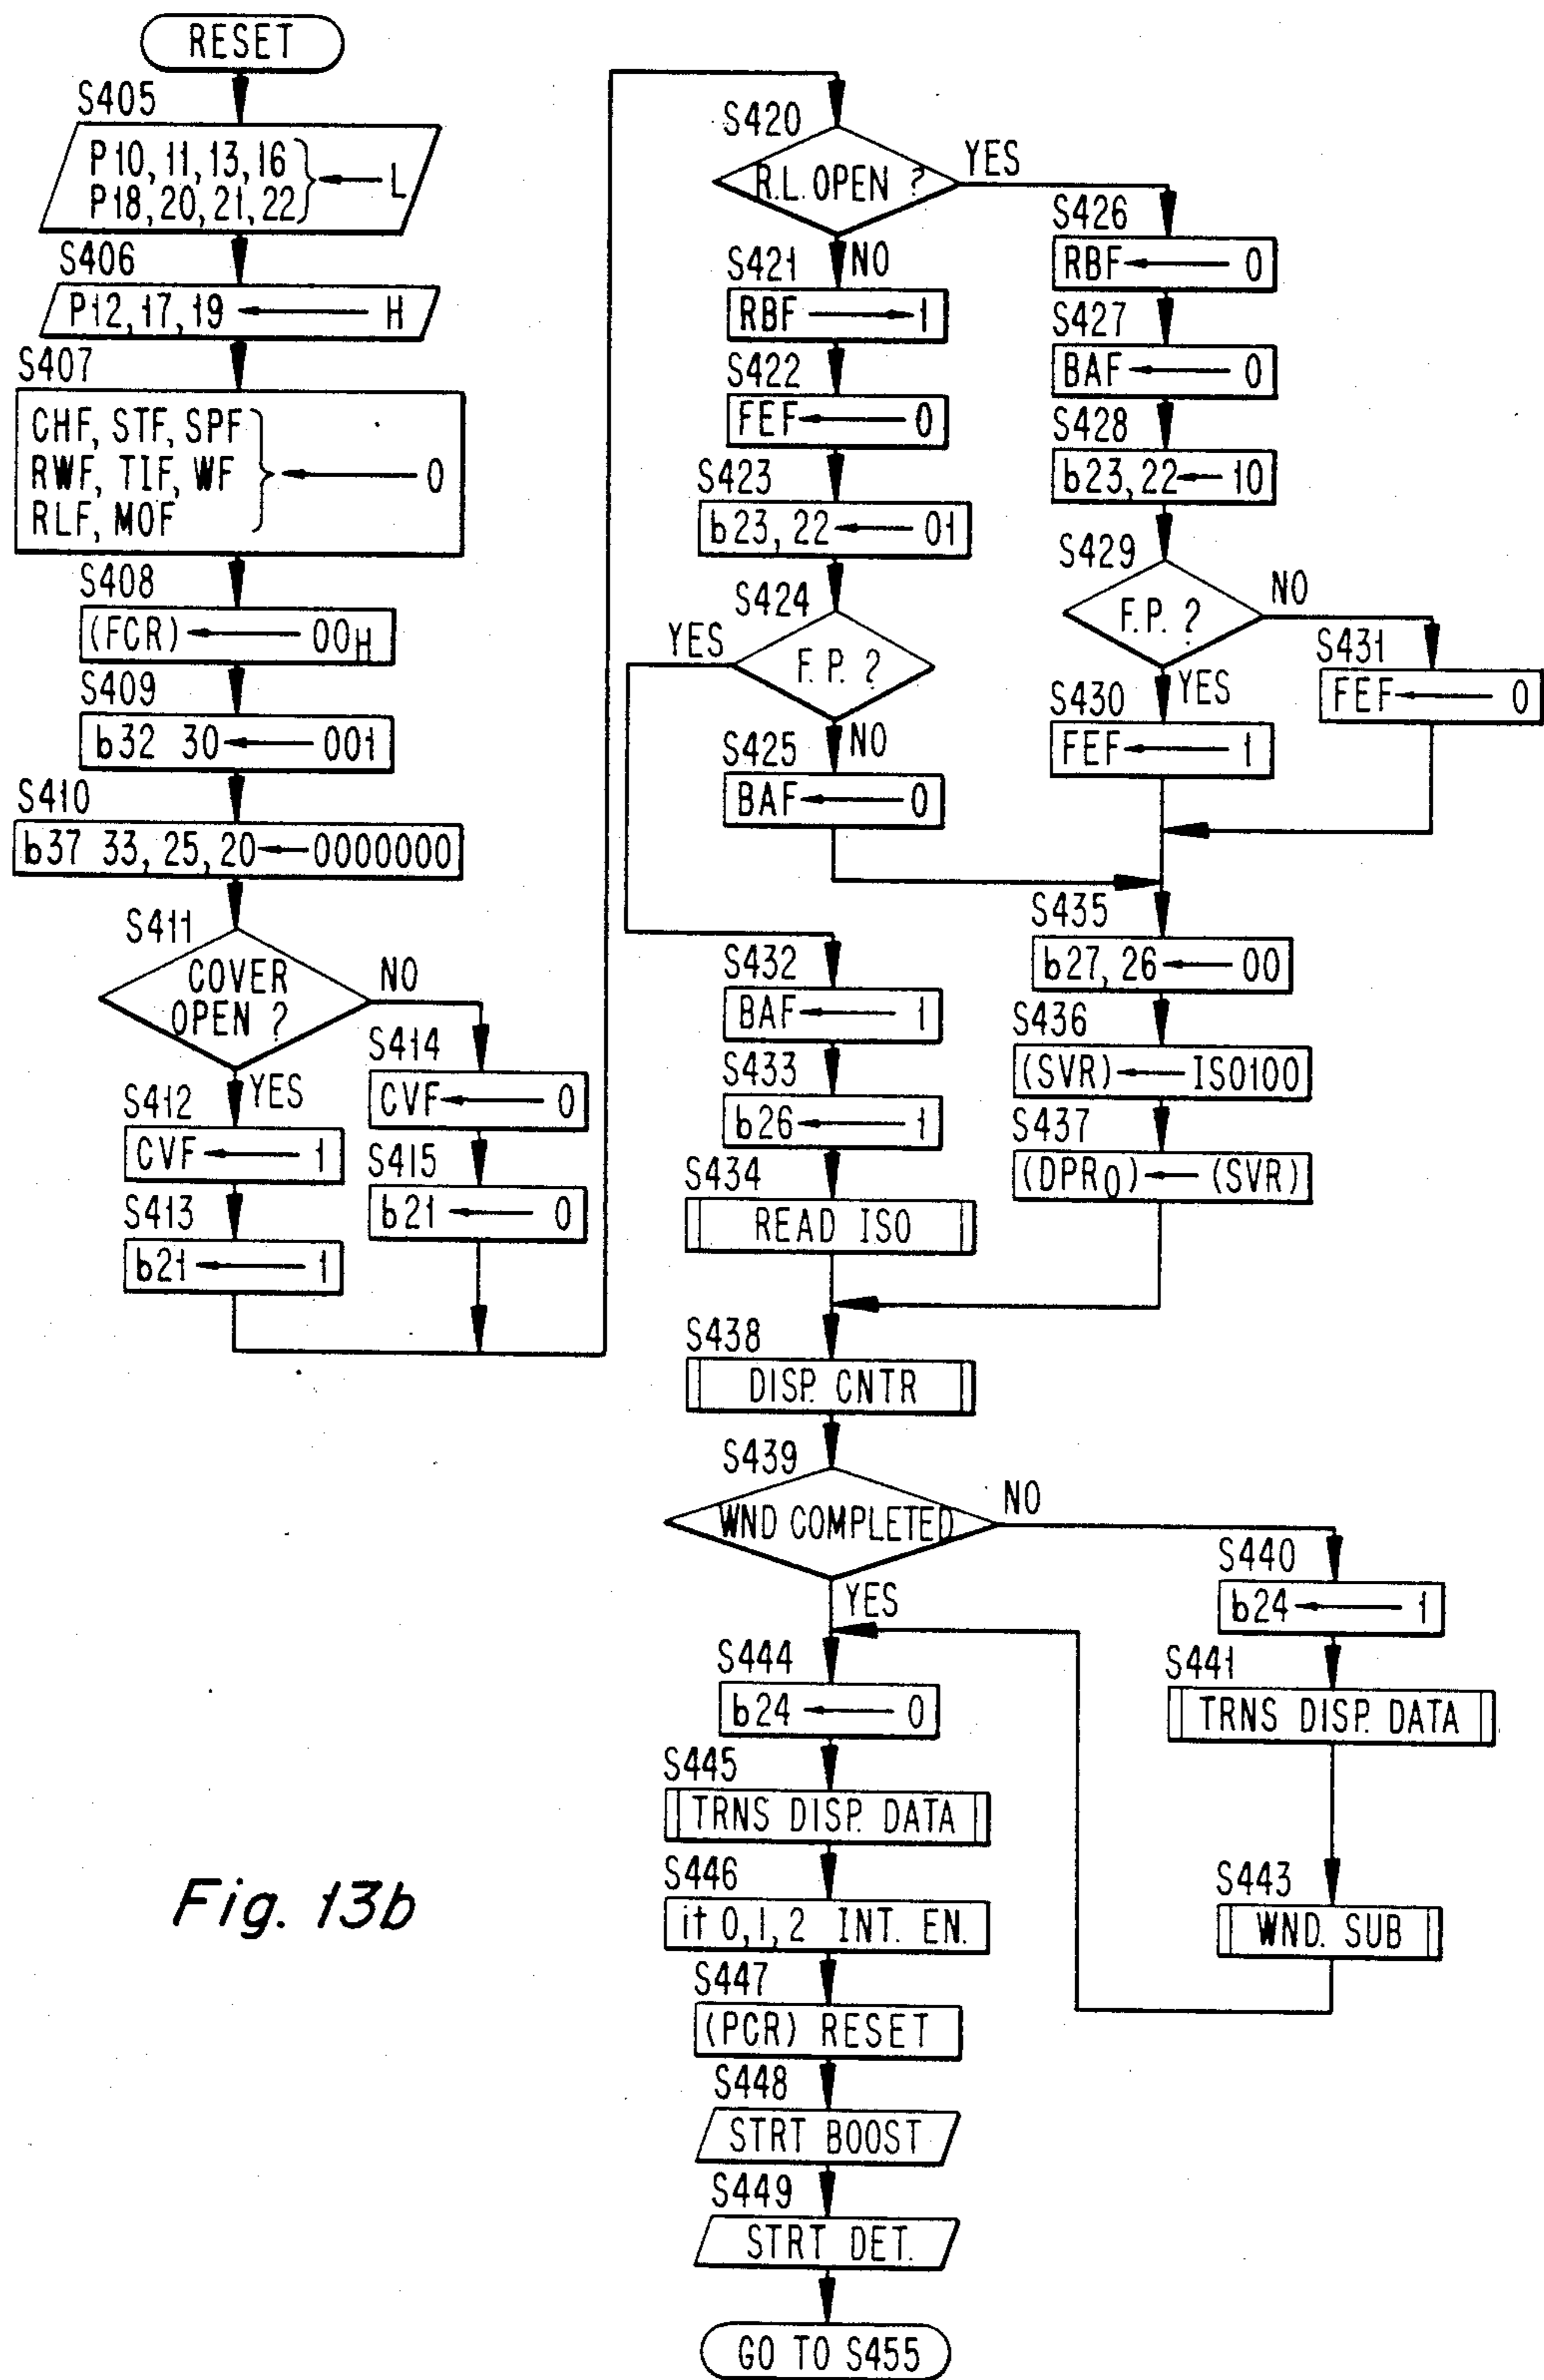 RESET
S405
P10, 11, 13, 16
P18, 20, 21, 22 } ← L
S406
P12, 17, 19 ← H
S407
CHF, STF, SPF
RWF, TIF, WF } ← 0
RLF, MOF
S408
(FCR) ← 00H
S409
b32 30 ← 001
S410
b37 33, 25, 20 ← 0000000
S411
COVER
OPEN ?
NO
YES
S412
CVF ← 1
S413
b21 ← 1
S414
CVF ← 0
S415
b21 ← 0
S420
R.L. OPEN ?
YES
NO
S421
RBF → 1
S422
FEF ← 0
S423
b23, 22 ← 01
S424
F.P. ?
YES
NO
S425
BAF ← 0
S426
RBF ← 0
S427
BAF ← 0
S428
b23, 22 ← 10
S429
F.P. ?
NO
YES
S430
FEF ← 1
S431
FEF ← 0
S432
BAF ← 1
S433
b26 ← 1
S434
READ ISO
S435
b27, 26 ← 00
S436
(SVR) ← ISO100
S437
(DPR0) ← (SVR)
S438
DISP. CNTR
S439
WND COMPLETED
NO
YES
S440
b24 ← 1
S441
TRNS DISP. DATA
S443
WND. SUB
S444
b24 ← 0
S445
TRNS DISP. DATA
S446
it 0, 1, 2 INT. EN.
S447
(PCR) RESET
S448
STRT BOOST
S449
STRT DET.
GO TO S455
Fig. 13b